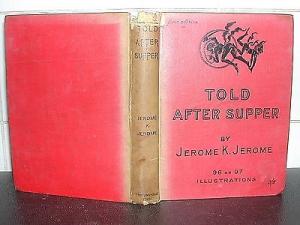 TOLD
AFTER
SUPPER
JEROME
K
JEROME
TOLD
AFTER SUPPER
BY
JEROME K. JEROME
96 OR 97
ILLUSTRATIONS